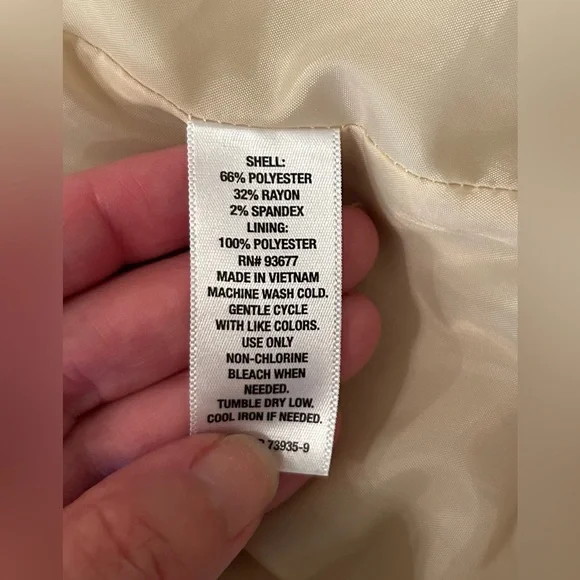 SHELL:
66% POLYESTER
32% RAYON
2% SPANDEX
LINING:
100% POLYESTER
RN# 93677
MADE IN VIETNAM
MACHINE WASH COLD.
GENTLE CYCLE
WITH LIKE COLORS.
USE ONLY
NON-CHLORINE
BLEACH WHEN
NEEDED.
TUMBLE DRY LOW.
COOL IRON IF NEEDED.
73935-9